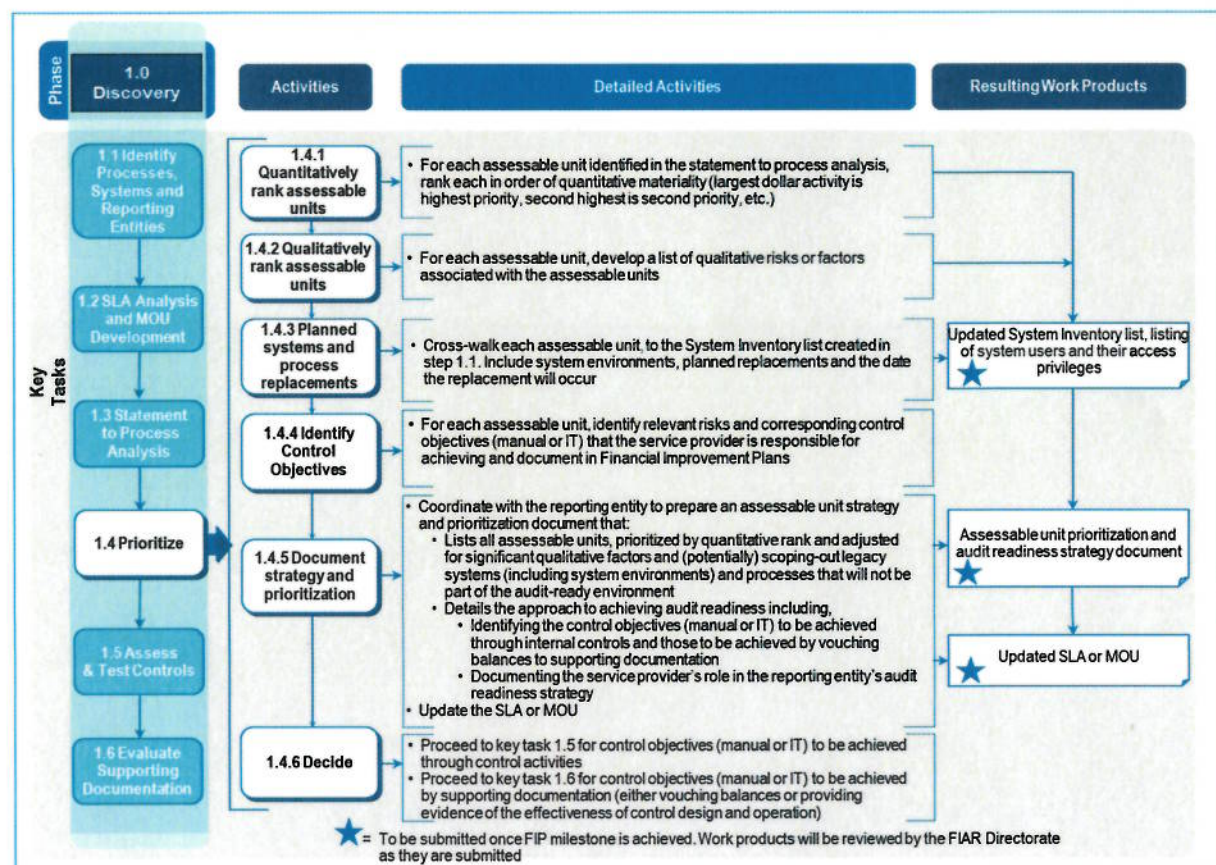 Phase
1.0
Discovery
Activities
Detailed Activities
Resulting Work Products
Key
Tasks
1.1 Identify
Processes,
Systems and
Reporting
Entities
1.2 SLA Analysis
and MOU
Development
1.3 Statement
to Process
Analysis
1.4 Prioritize
1.5 Assess
& Test Controls
1.6 Evaluate
Supporting
Documentation
1.4.1
Quantitatively
rank assessable
units
• For each assessable unit identified in the statement to process analysis,
rank each in order of quantitative materiality (largest dollar activity is
highest priority, second highest is second priority, etc.)
1.4.2 Qualitatively
rank assessable
units
• For each assessable unit, develop a list of qualitative risks or factors
associated with the assessable units
1.4.3 Planned
systems and
process
replacements
• Cross-walk each assessable unit, to the System Inventory list created in
step 1.1. Include system environments, planned replacements and the date
the replacement will occur
Updated System Inventory list, listing
of system users and their access
privileges
1.4.4 Identify
Control
Objectives
• For each assessable unit, identify relevant risks and corresponding control
objectives (manual or IT) that the service provider is responsible for
achieving and document in Financial Improvement Plans
1.4.5 Document
strategy and
prioritization
• Coordinate with the reporting entity to prepare an assessable unit strategy
and prioritization document that:
• Lists all assessable units, prioritized by quantitative rank and adjusted
for significant qualitative factors and (potentially) scoping-out legacy
systems (including system environments) and processes that will not be
part of the audit-ready environment
• Details the approach to achieving audit readiness including,
• Identifying the control objectives (manual or IT) to be achieved
through internal controls and those to be achieved by vouching
balances to supporting documentation
• Documenting the service provider's role in the reporting entity's audit
readiness strategy
• Update the SLA or MOU
Assessable unit prioritization and
audit readiness strategy document
Updated SLA or MOU
1.4.6 Decide
• Proceed to key task 1.5 for control objectives (manual or IT) to be achieved
through control activities
• Proceed to key task 1.6 for control objectives (manual or IT) to be achieved
by supporting documentation (either vouching balances or providing
evidence of the effectiveness of control design and operation)
= To be submitted once FIP milestone is achieved. Work products will be reviewed by the FIAR Directorate
as they are submitted